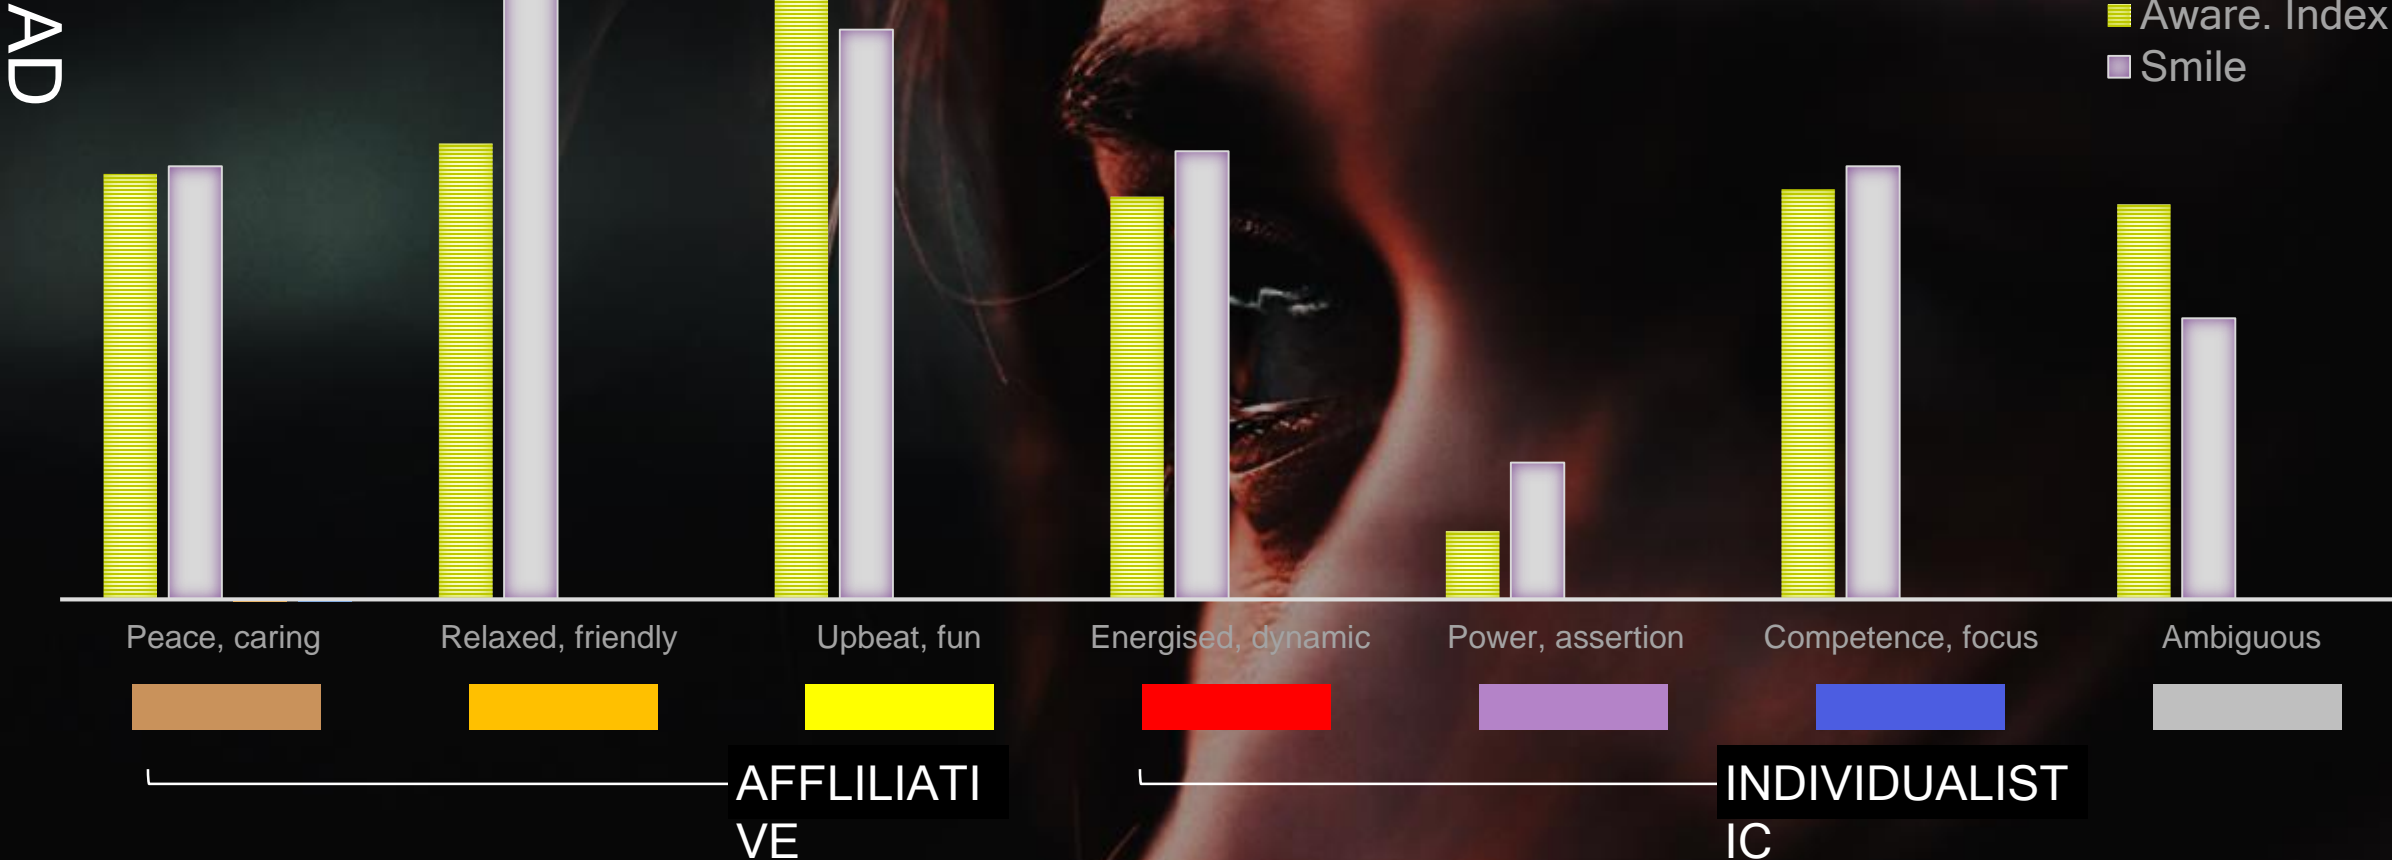 AD
Aware. Index
Smile
Peace, caring
Relaxed, friendly
Upbeat, fun
Energised, dynamic
Power, assertion
Competence, focus
Ambiguous
AFFLILIATI
VE
INDIVIDUALIST
IC